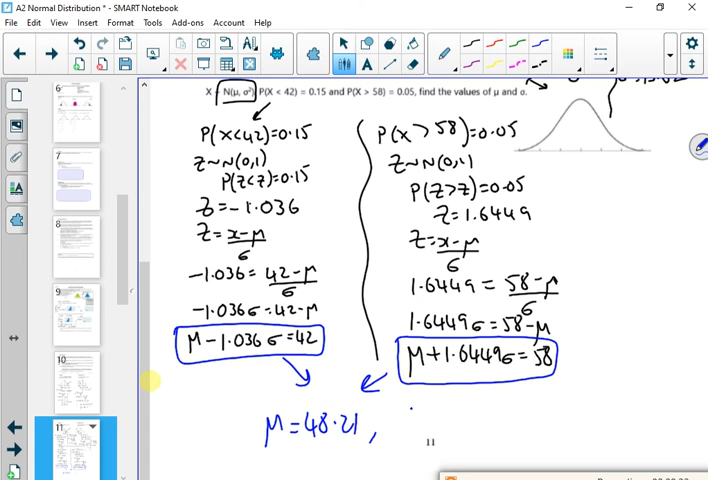 A2 Normal Distribution * - SMART Notebook
File Edit View Insert Format Tools Add-ons Account Help
X ~ N(μ, σ²) P(X < 42) = 0.15 and P(X > 58) = 0.05, find the values of μ and σ.
P(X<42)=0.15
Z~N(0,1)
P(Z<z)=0.15
Z=-1.036
Z=x-μ/σ
-1.036=42-μ/σ
-1.036σ=42-μ
μ-1.036σ=42
P(X>58)=0.05
Z~N(0,1)
P(Z>z)=0.05
Z=1.6449
Z=x-μ/σ
1.6449=58-μ/σ
1.6449σ=58-μ
μ+1.6449σ=58
μ=48.21,
11
6
7
8
9
10
11